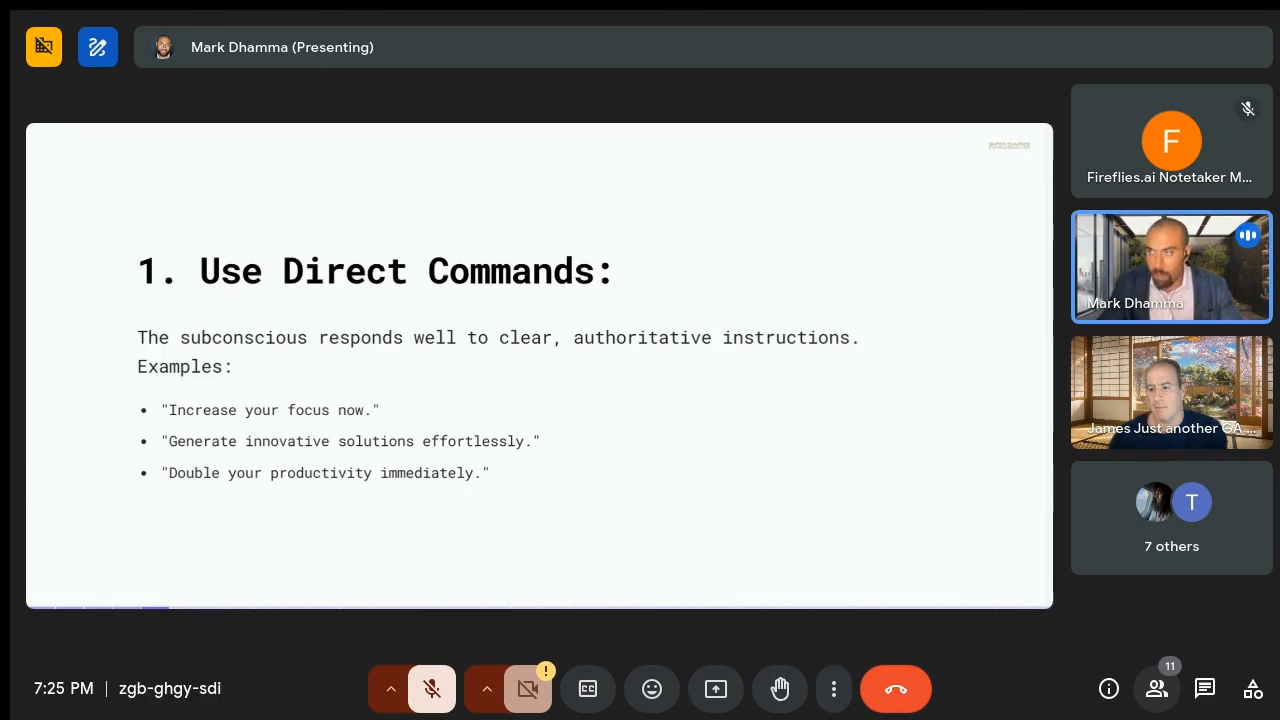 Mark Dhamma (Presenting)
1. Use Direct Commands:
The subconscious responds well to clear, authoritative instructions.
Examples:
• "Increase your focus now."
• "Generate innovative solutions effortlessly."
• "Double your productivity immediately."
F
Fireflies.ai Notetaker M...
Mark Dhamma
James Just another GA...
T
7 others
7:25 PM | zgb-ghgy-sdi
!
CC
11